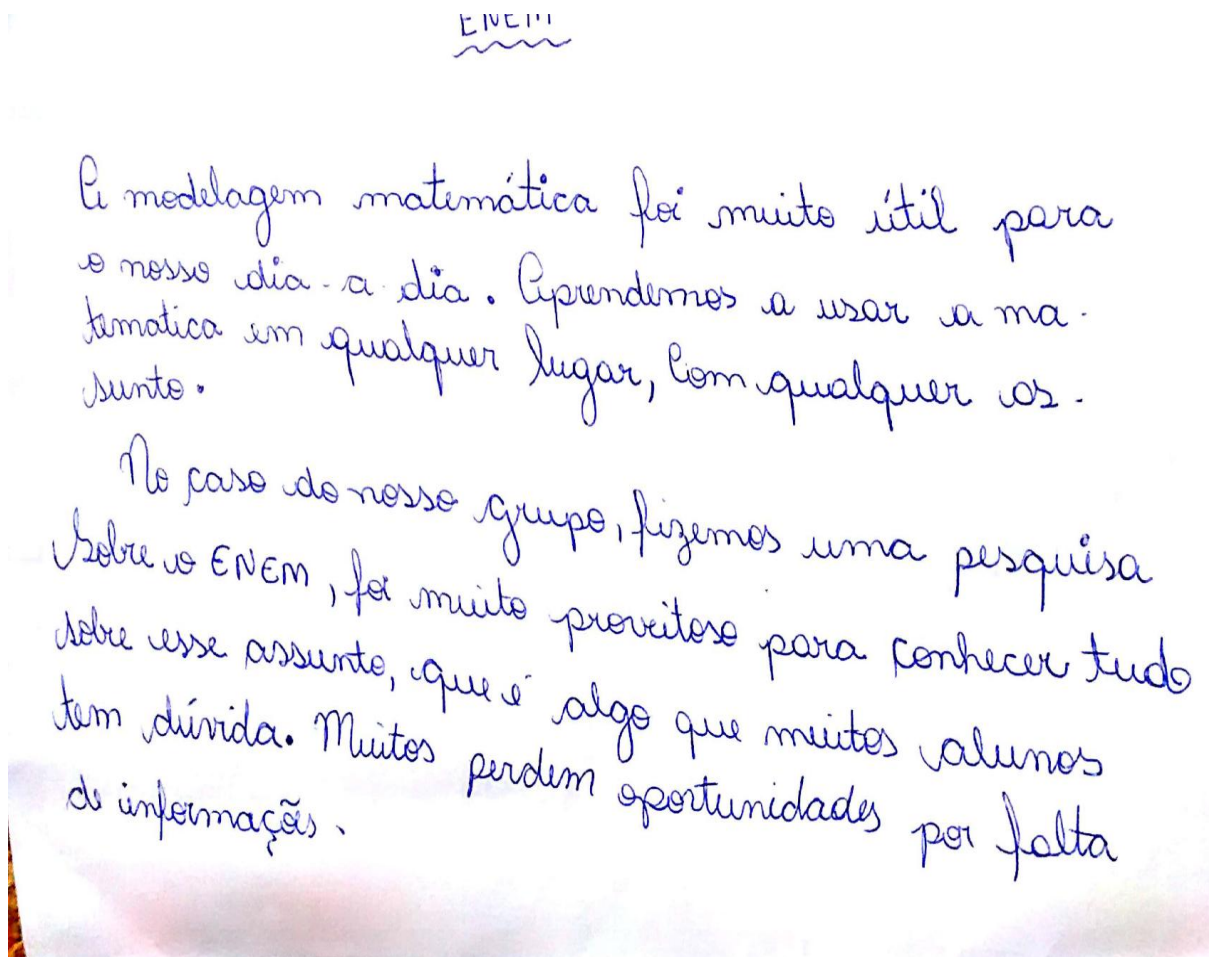 ENEM
A modelagem matemática foi muito útil para
o nosso dia-a dia. Aprendemos a usar a ma-
tematica em qualquer lugar, Com qualquer as-
sunto.
No caso do nosso grupo, fizemos uma pesquisa
Sobre o ENEM, foi muito proveitoso para conhecer tudo
sobre esse assunto, que é algo que muitos alunos
tem dúvida. Muitos perdem oportunidades por falta
de informações.